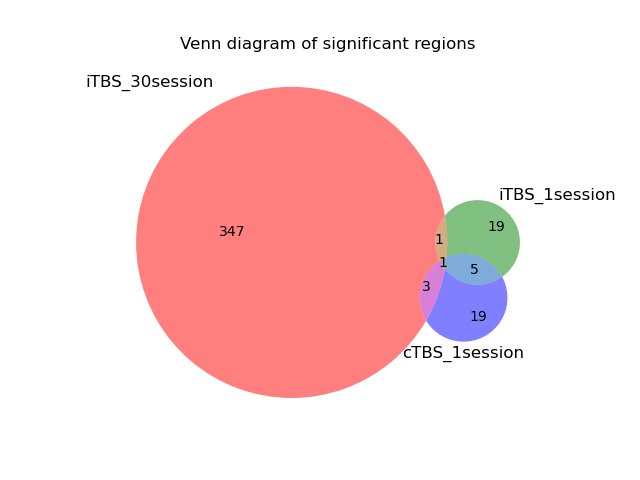 Venn diagram of significant regions
iTBS_30session
iTBS_1session
19
347
1
1
5
3
19
cTBS_1session